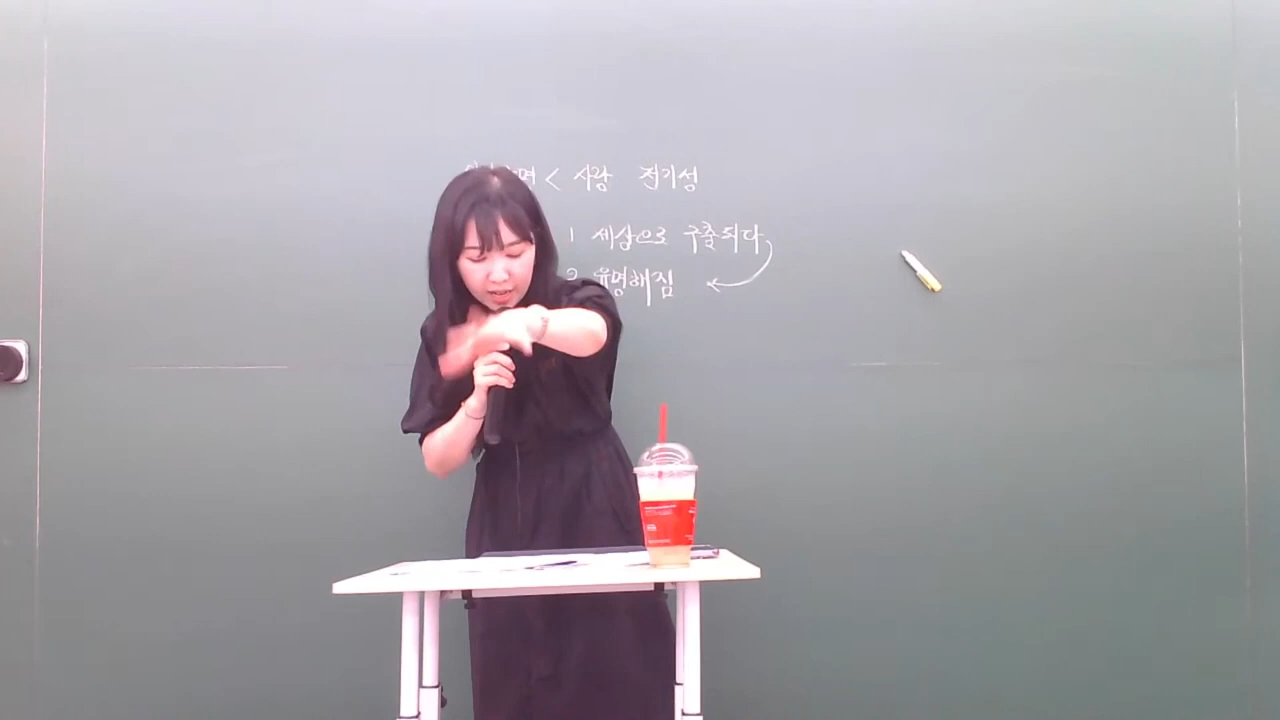 < 사랑 전기성
1 세상으로 구출되다
2 유명해짐